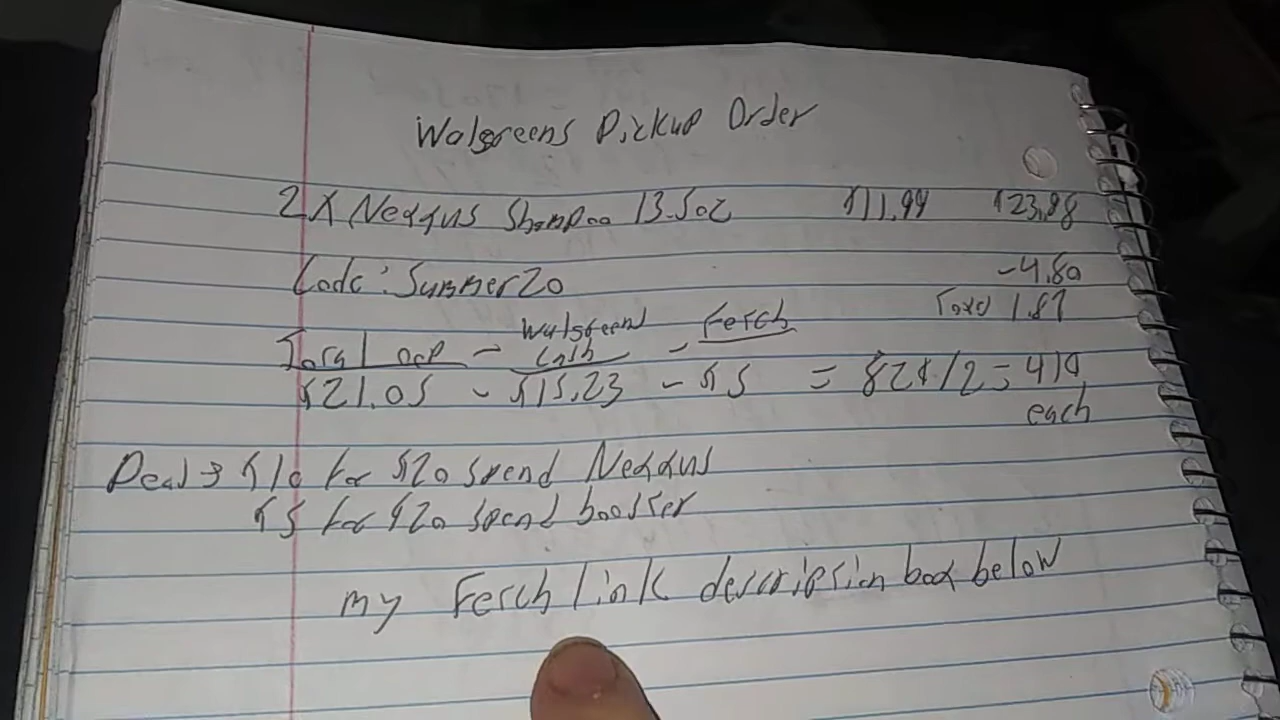 Walgreens Pickup Order
2 X Nexxus Shampoo 13.5oz $11.99 $23.98
Code: Summer20 -4.80
Taxd 1.87
Total oop - Walgreens Cash - Fetch
$21.05 - $15.23 - $5 = 82¢/2 = 41¢ each
Deal → $10 for $20 spend Nexxus
$5 for $20 spend booster
my Fetch link description box below